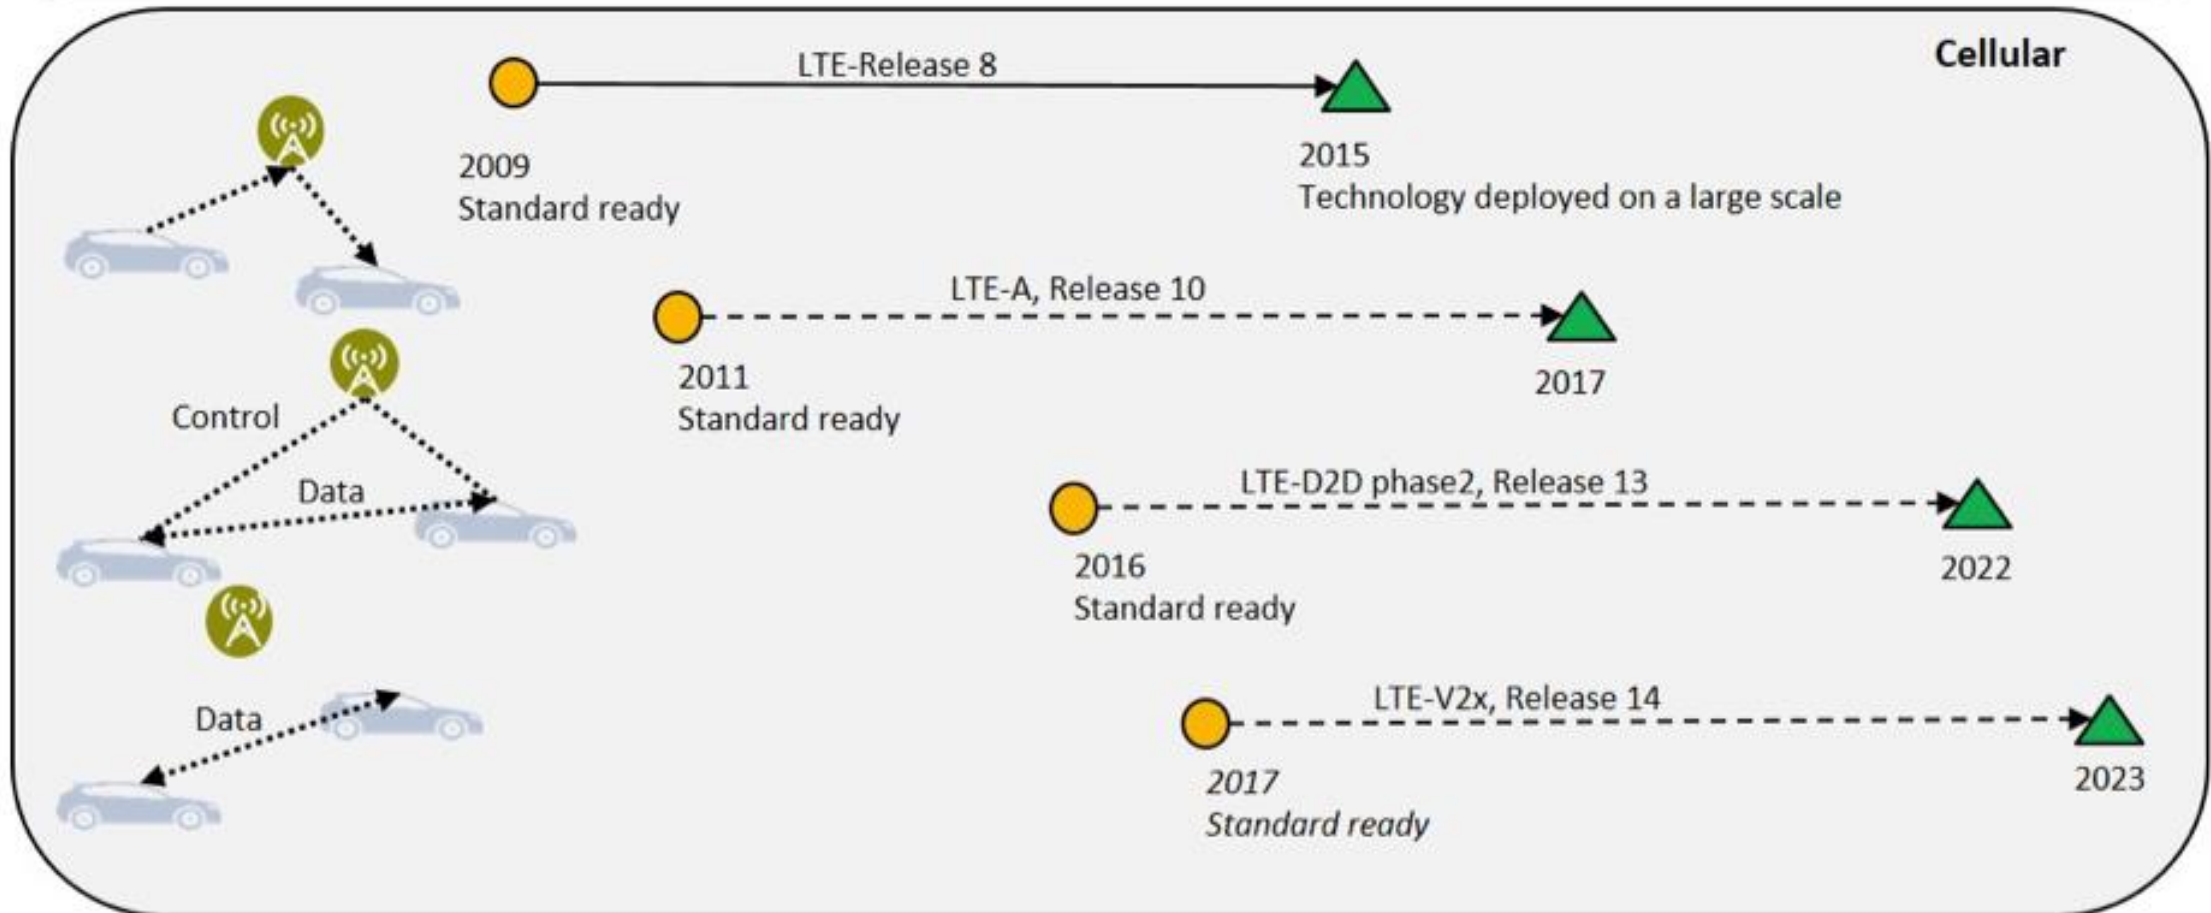 Cellular
LTE-Release 8
2009
Standard ready
2015
Technology deployed on a large scale
LTE-A, Release 10
2011
Standard ready
2017
Control
Data
LTE-D2D phase2, Release 13
2016
Standard ready
2022
Data
LTE-V2x, Release 14
2017
Standard ready
2023